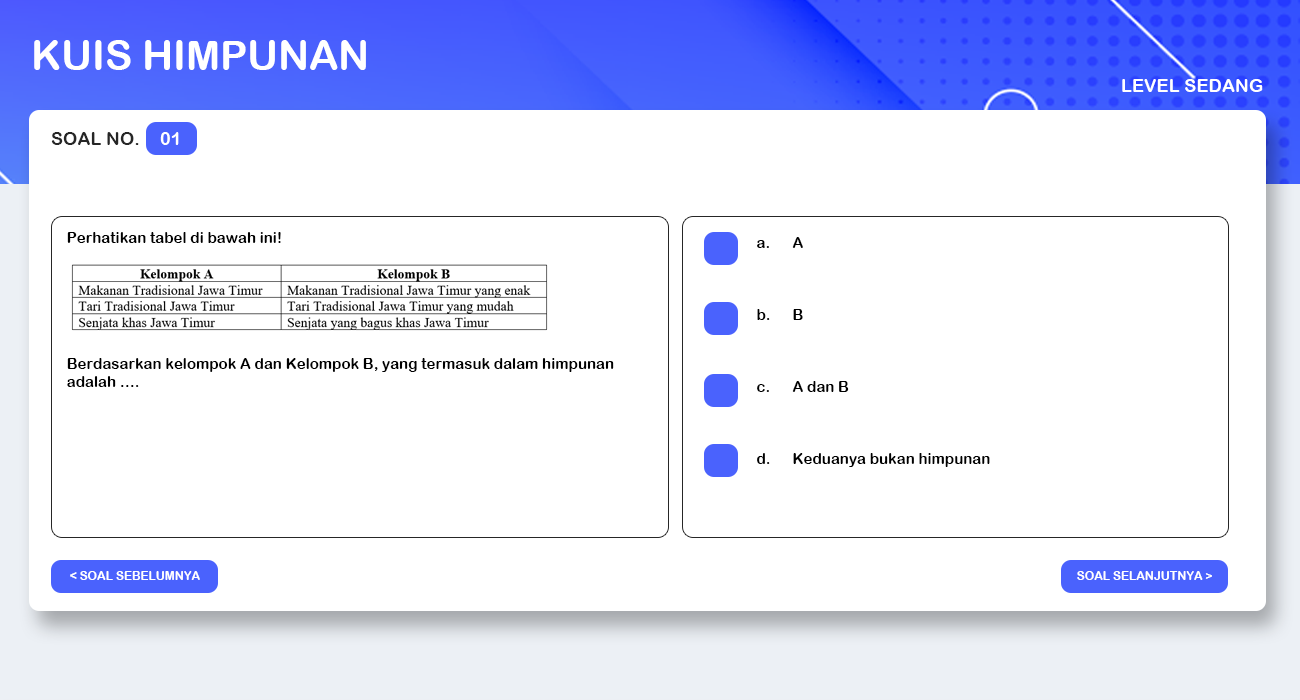 KUIS HIMPUNAN
LEVEL SEDANG
SOAL NO. 01
Perhatikan tabel di bawah ini!
Kelompok A Kelompok B
Makanan Tradisional Jawa Timur Makanan Tradisional Jawa Timur yang enak
Tari Tradisional Jawa Timur Tari Tradisional Jawa Timur yang mudah
Senjata khas Jawa Timur Senjata yang bagus khas Jawa Timur
Berdasarkan kelompok A dan Kelompok B, yang termasuk dalam himpunan
adalah ....
a. A
b. B
c. A dan B
d. Keduanya bukan himpunan
< SOAL SEBELUMNYA
SOAL SELANJUTNYA >